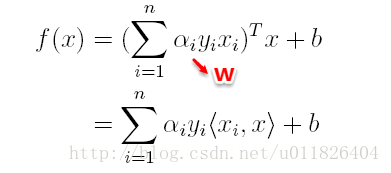 f(x) = (∑_{i=1}^{n} α_i y_i x_i)^T x + b
w
= ∑_{i=1}^{n} α_i y_i ⟨x_i, x⟩ + b
http://blog.csdn.net/u011826404